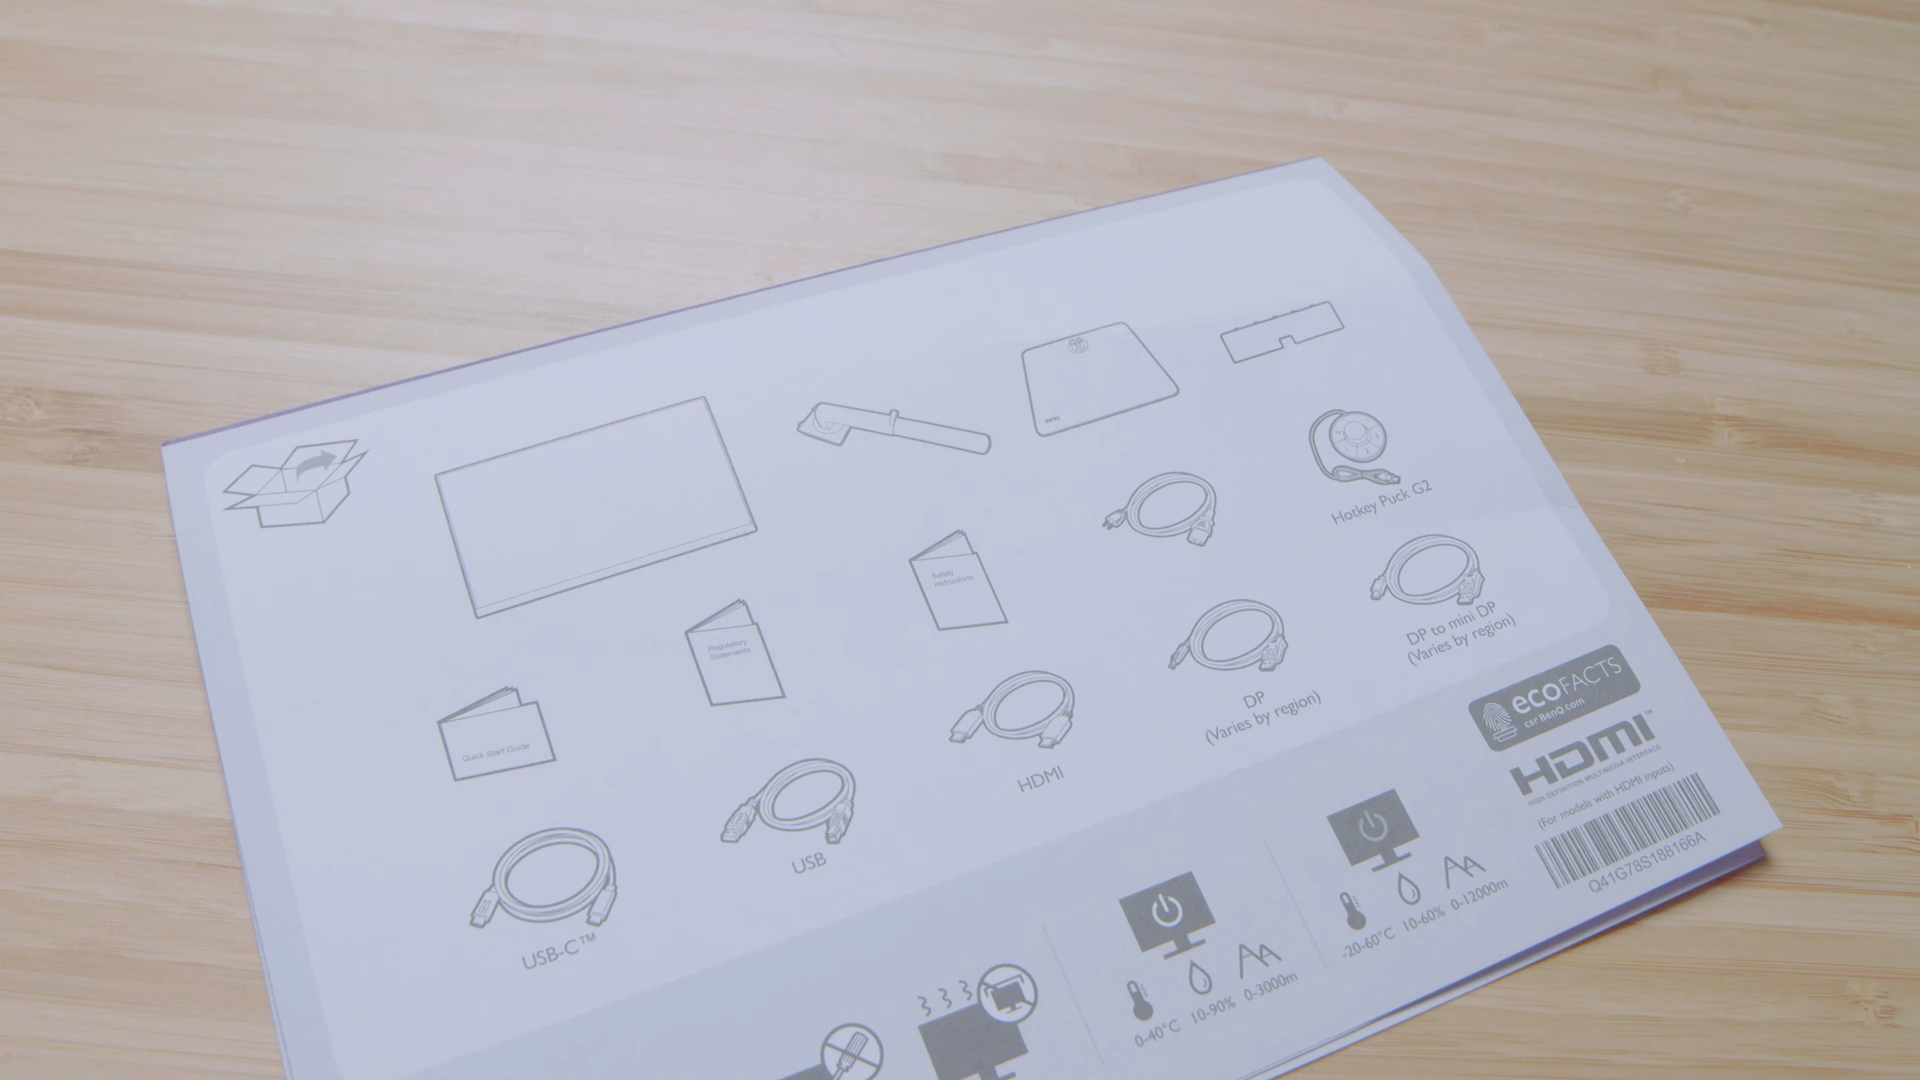 BenQ
Hotkey Puck G2
Safety
Instructions
Regulatory
Statements
Quick Start Guide
DP to mini DP
(Varies by region)
DP
(Varies by region)
HDMI
USB
USB-C™
ecoFACTS
csr.BenQ.com
HDMI™
HIGH-DEFINITION MULTIMEDIA INTERFACE
(For models with HDMI inputs)
Q41G78S188166A
-20-60°C 10-60% 0-12000m
0-40°C 10-90% 0-3000m